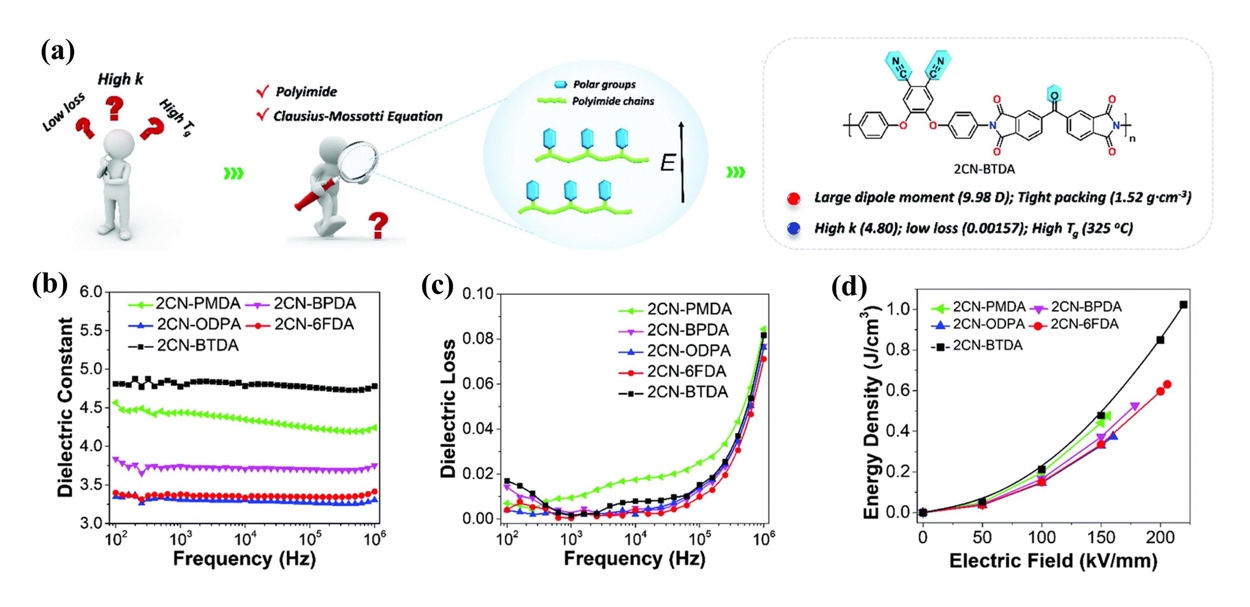 (a)
High k
Low loss
High Tg
? ? ?
✓ Polyimide
✓ Clausius-Mossotti Equation
?
Polar groups
Polyimide chains
E
N N
C C
O O O O O
N N
O O O O
n
2CN-BTDA
Large dipole moment (9.98 D); Tight packing (1.52 g·cm-3)
High k (4.80); low loss (0.00157); High Tg (325 oC)
(b)
Dielectric Constant
6.0
5.5
5.0
4.5
4.0
3.5
3.0
2CN-PMDA 2CN-BPDA
2CN-ODPA 2CN-6FDA
2CN-BTDA
10² 10³ 10⁴ 10⁵ 10⁶
Frequency (Hz)
(c)
Dielectric Loss
0.10
0.08
0.06
0.04
0.02
0.00
2CN-PMDA
2CN-BPDA
2CN-ODPA
2CN-6FDA
2CN-BTDA
10² 10³ 10⁴ 10⁵ 10⁶
Frequency (Hz)
(d)
Energy Density (J/cm³)
1.0
0.8
0.6
0.4
0.2
0.0
2CN-PMDA 2CN-BPDA
2CN-ODPA 2CN-6FDA
2CN-BTDA
0 50 100 150 200
Electric Field (kV/mm)